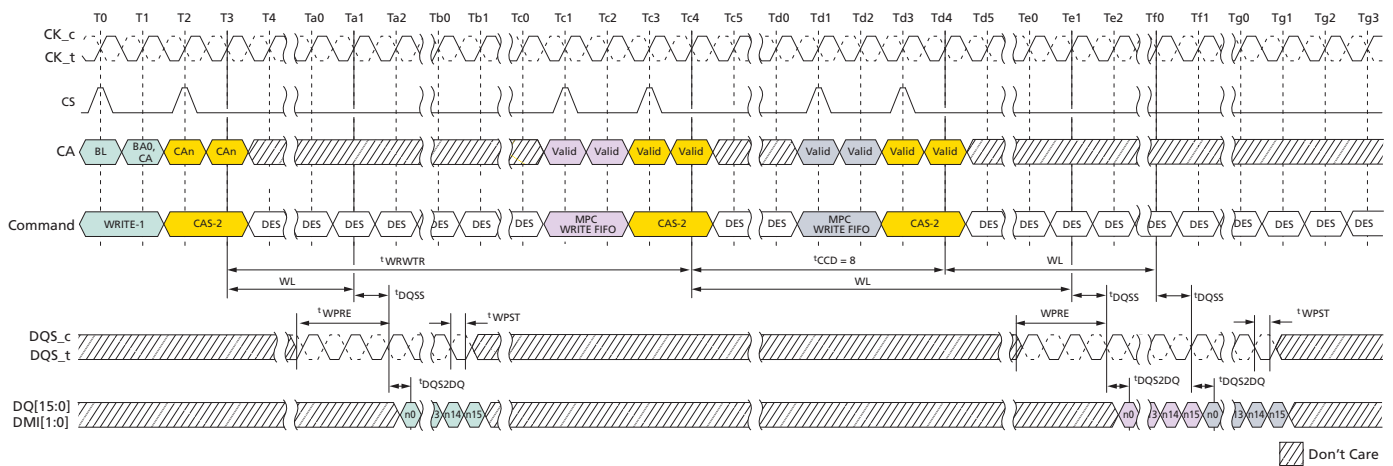 T0 T1 T2 T3 T4 Ta0 Ta1 Ta2 Tb0 Tb1 Tc0 Tc1 Tc2 Tc3 Tc4 Tc5 Td0 Td1 Td2 Td3 Td4 Td5 Te0 Te1 Te2 Tf0 Tf1 Tg0 Tg1 Tg2 Tg3
CK_c
CK_t
CS
CA BL BA0, CA CAn CAn Valid Valid Valid Valid Valid Valid Valid Valid
Command WRITE-1 CAS-2 DES DES DES DES DES DES DES MPC WRITE FIFO CAS-2 DES DES MPC WRITE FIFO CAS-2 DES DES DES DES DES DES DES DES DES DES
tWRWTR tCCD = 8 WL
WL WL
tDQSS tDQSS tDQSS
tWPRE tWPST WPRE tWPST
DQS_c
DQS_t
tDQS2DQ tDQS2DQ tDQS2DQ
DQ[15:0]
DMI[1:0]
n0 3 n14 n15 n0 3 n14 n15 n0 13 n14 n15
Don't Care